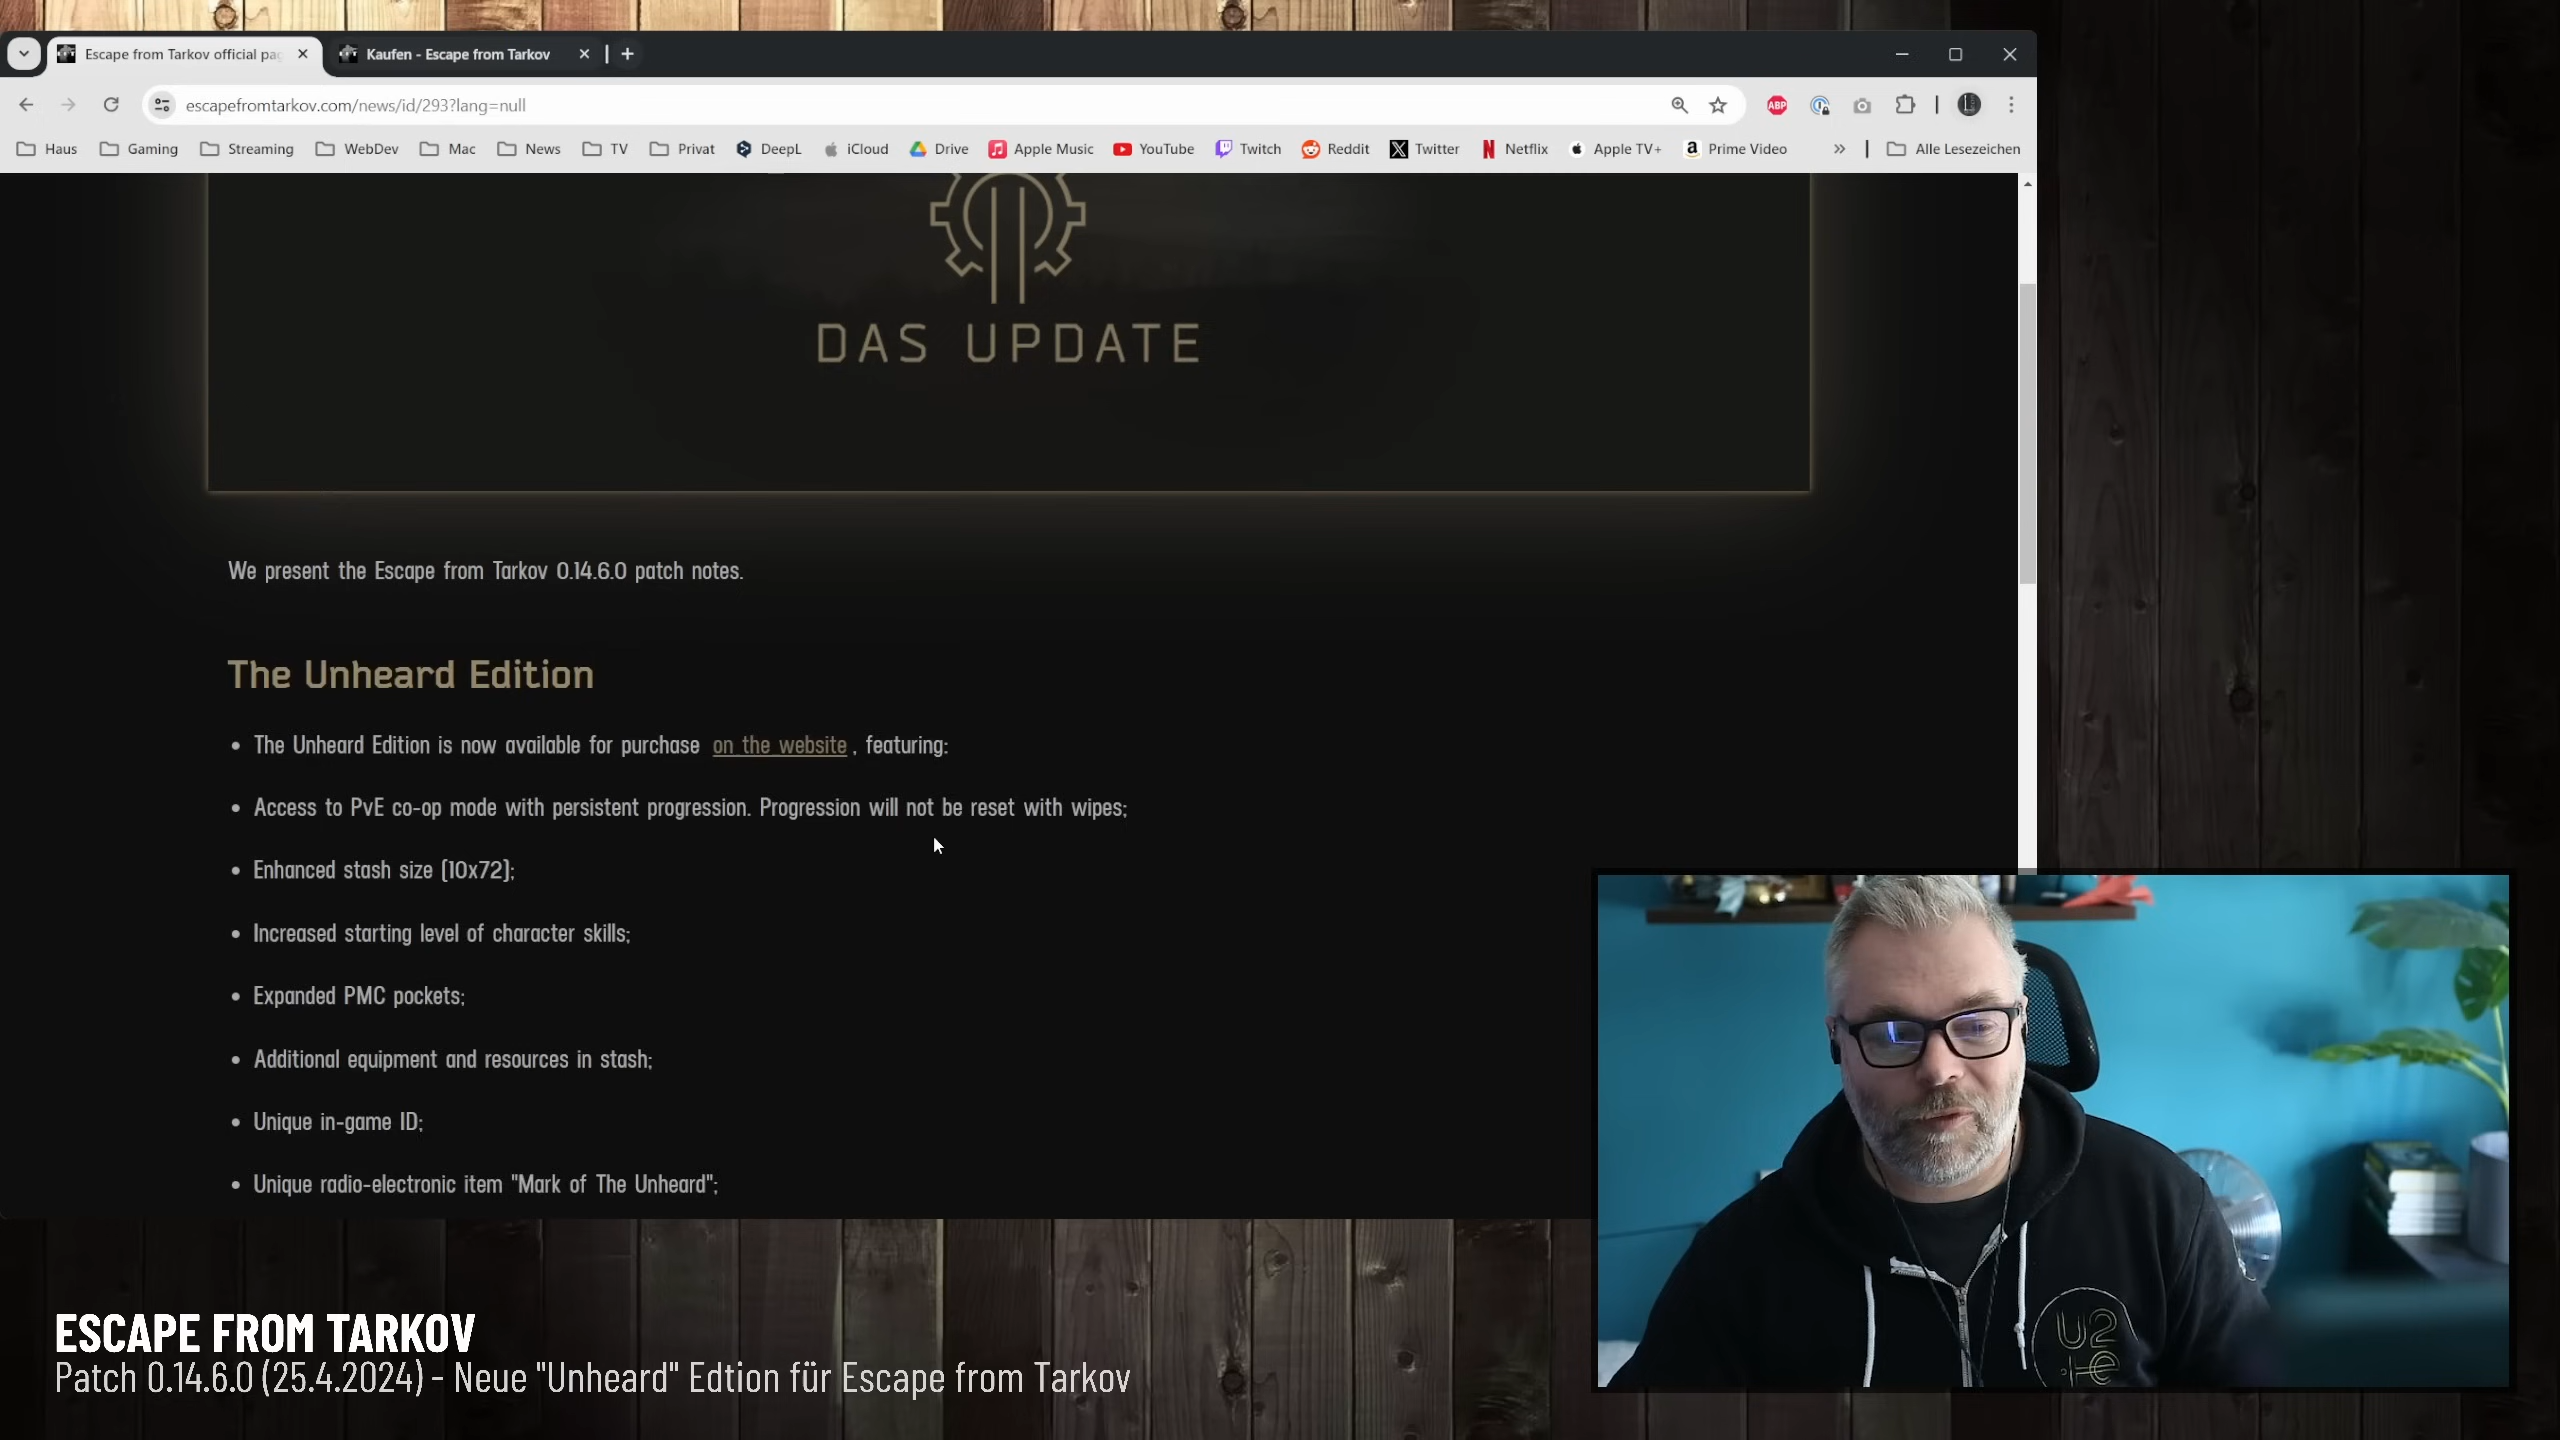 Escape from Tarkov official pag
Kaufen - Escape from Tarkov
escapefromtarkov.com/news/id/293?lang=null
ABP
Haus Gaming Streaming WebDev Mac News TV Privat DeepL iCloud Drive Apple Music YouTube Twitch Reddit Twitter Netflix Apple TV+ Prime Video » Alle Lesezeichen
DAS UPDATE
We present the Escape from Tarkov 0.14.6.0 patch notes.
The Unheard Edition
• The Unheard Edition is now available for purchase on the website, featuring:
• Access to PvE co-op mode with persistent progression. Progression will not be reset with wipes;
• Enhanced stash size (10x72);
• Increased starting level of character skills;
• Expanded PMC pockets;
• Additional equipment and resources in stash;
• Unique in-game ID;
• Unique radio-electronic item "Mark of The Unheard";
U2
ESCAPE FROM TARKOV
Patch 0.14.6.0 (25.4.2024) - Neue "Unheard" Edtion für Escape from Tarkov